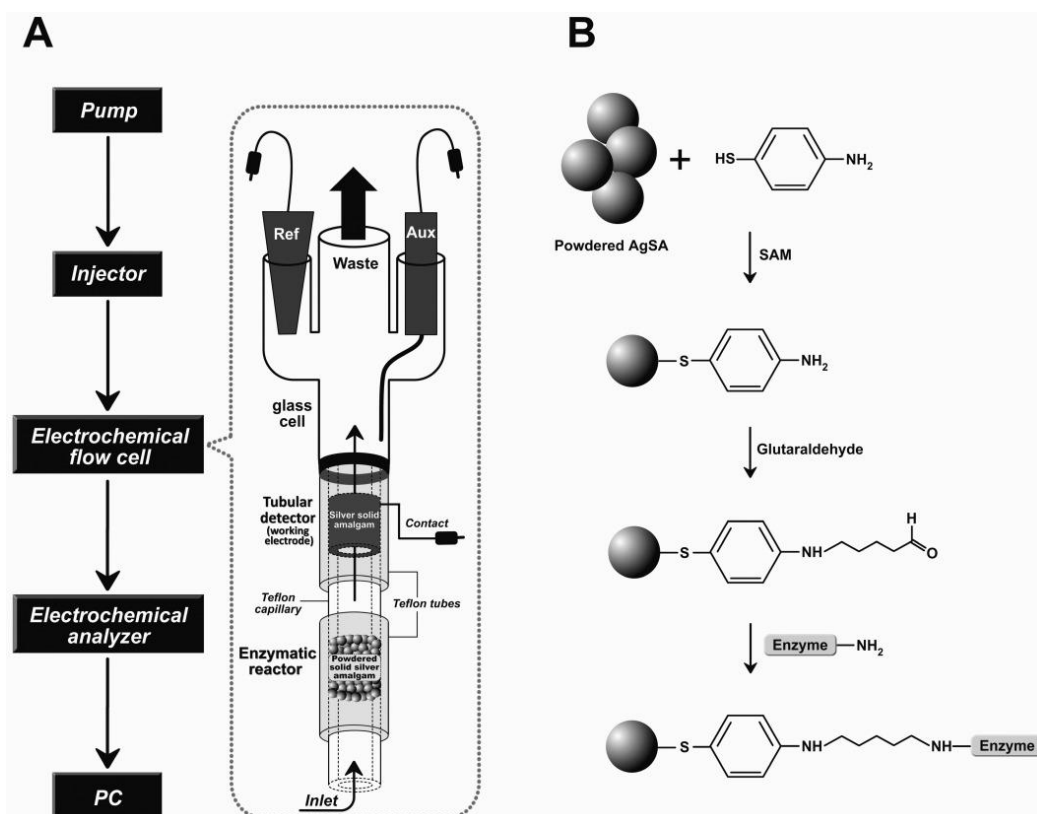 A
Pump
Injector
Electrochemical
flow cell
Electrochemical
analyzer
PC
Ref
Waste
Aux
glass
cell
Tubular
detector
(working
electrode)
Silver solid
amalgam
Contact
Teflon
capillary
Teflon tubes
Enzymatic
reactor
Powdered
solid silver
amalgam
Inlet
B
+
HS
NH₂
Powdered AgSA
SAM
S
NH₂
Glutaraldehyde
S
NH
H
O
Enzyme
NH₂
S
NH
NH
Enzyme